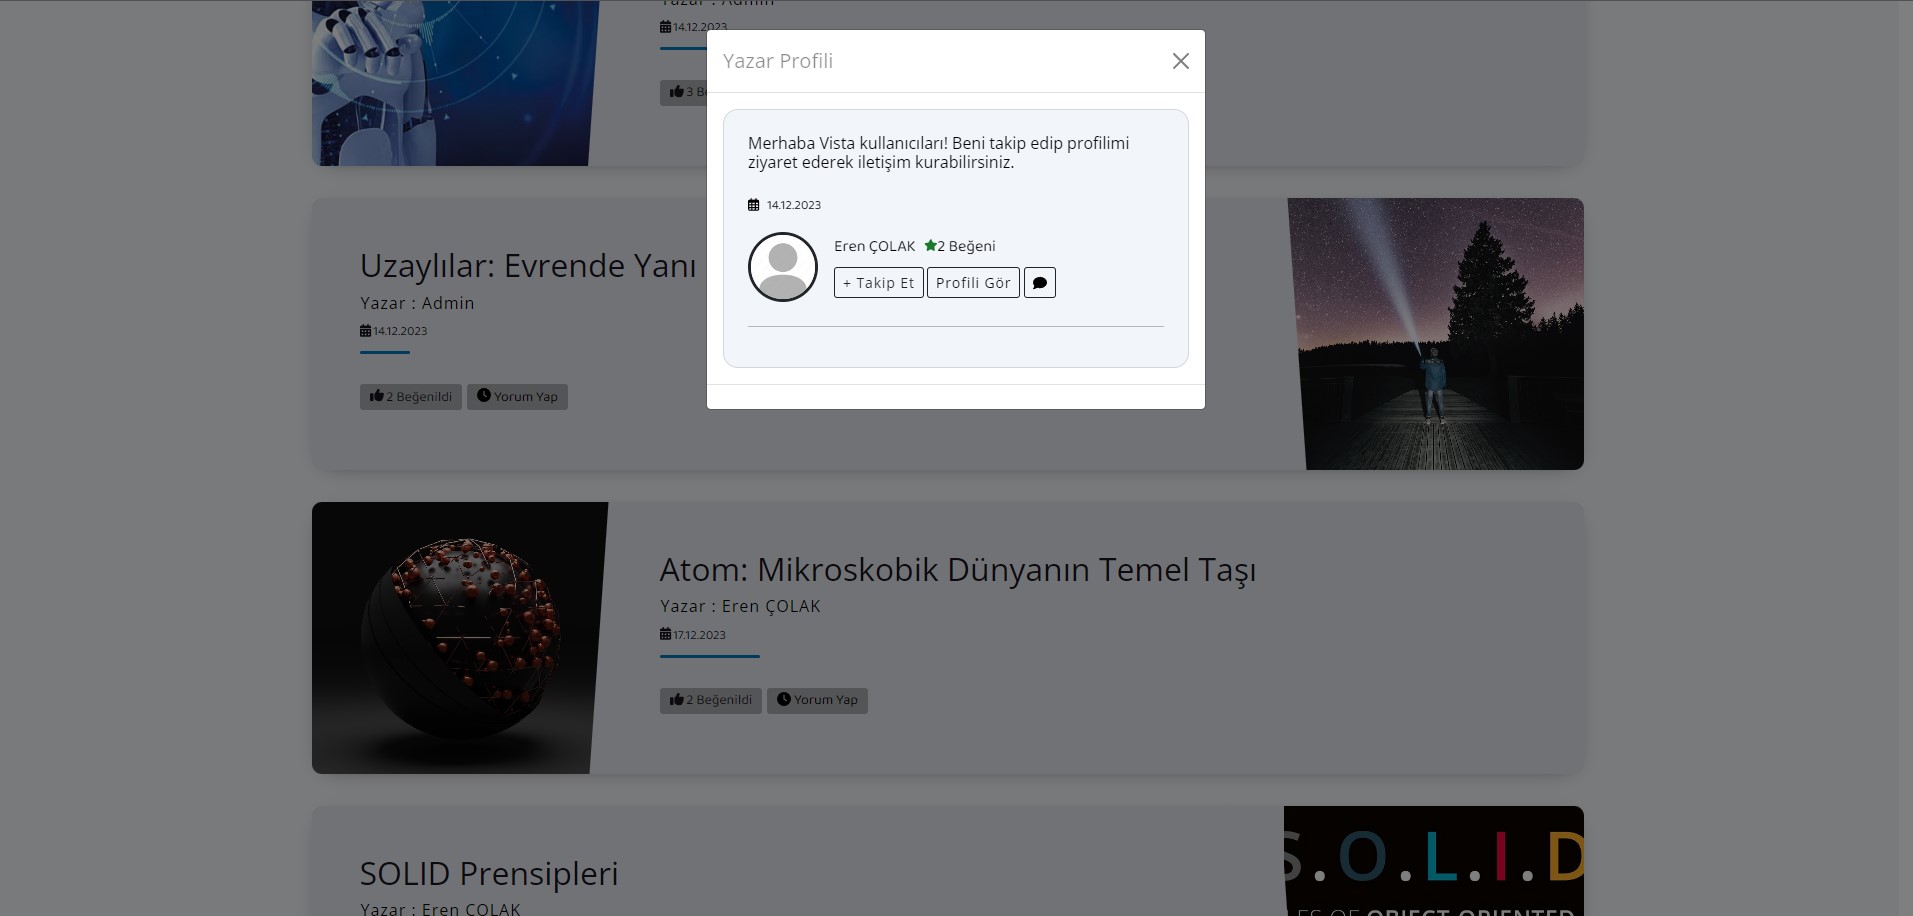 Yazar : Admin
14.12.2023
3
Yazar Profili
Merhaba Vista kullanıcıları! Beni takip edip profilimi
ziyaret ederek iletişim kurabilirsiniz.
14.12.2023
Eren ÇOLAK 2 Beğeni
+ Takip Et Profili Gör
Uzaylılar: Evrende
Yazar : Admin
14.12.2023
2 Beğenildi Yorum Yap
Atom: Mikroskobik Dünyanın Temel Taşı
Yazar : Eren ÇOLAK
17.12.2023
2 Beğenildi Yorum Yap
SOLID Prensipleri
Yazar : Eren ÇOLAK
S.O.L.I.D
OF OBJECT ORIENTED